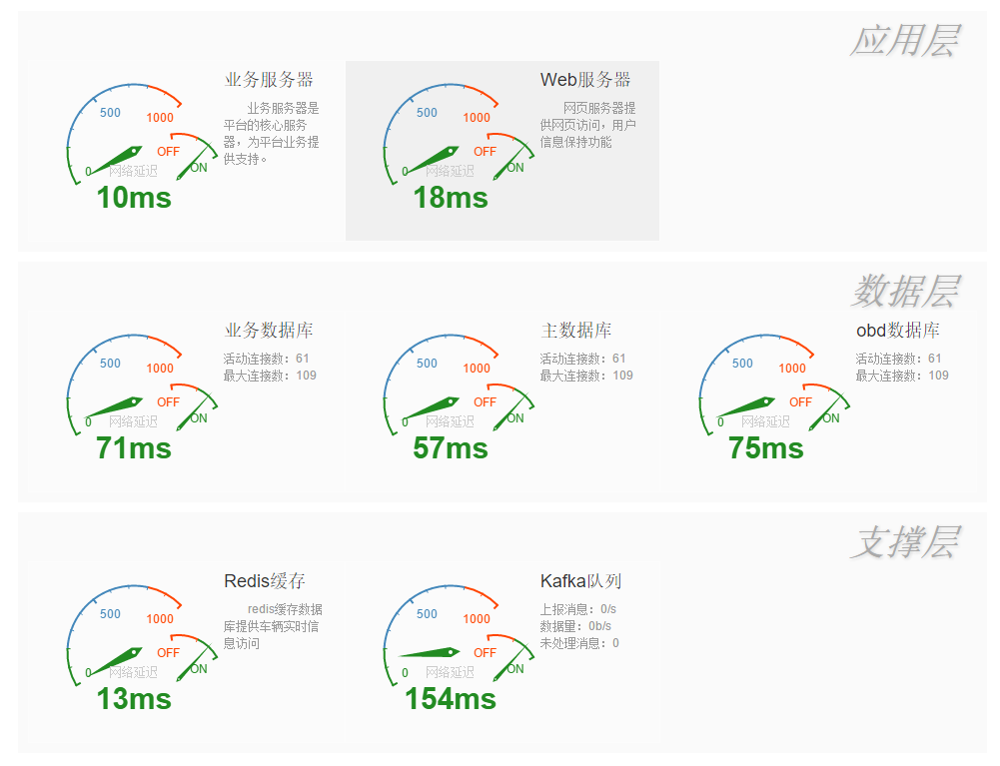 应用层
业务服务器
业务服务器是
平台的核心服务
器，为平台业务提
供支持。
500
1000
OFF
ON
0
网络延迟
10ms
Web服务器
网页服务器提
供网页访问，用户
信息保持功能
500
1000
OFF
ON
0
网络延迟
18ms
数据层
业务数据库
活动连接数：61
最大连接数：109
500
1000
OFF
ON
0
网络延迟
71ms
主数据库
活动连接数：61
最大连接数：109
500
1000
OFF
ON
0
网络延迟
57ms
obd数据库
活动连接数：61
最大连接数：109
500
1000
OFF
ON
0
网络延迟
75ms
支撑层
Redis缓存
redis缓存数据
库提供车辆实时信
息访问
500
1000
OFF
ON
0
网络延迟
13ms
Kafka队列
上报消息：0/s
数据量：0b/s
未处理消息：0
500
1000
OFF
ON
0
网络延迟
154ms